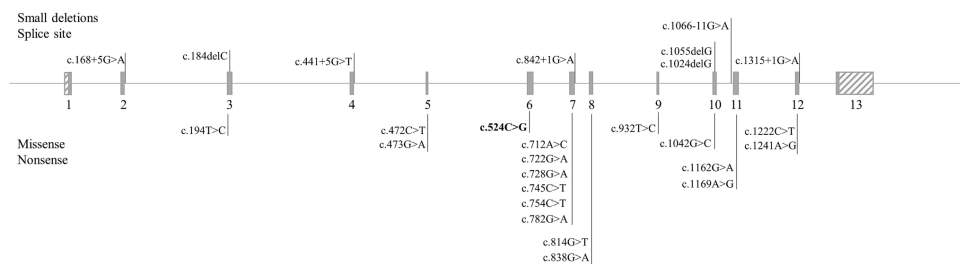 Small deletions
Splice site
c.168+5G>A
c.184delC
c.441+5G>T
c.842+1G>A
c.1066-11G>A
c.1055delG
c.1024delG
c.1315+1G>A
1 2 3 4 5 6 7 8 9 10 11 12 13
Missense
Nonsense
c.194T>C
c.472C>T
c.473G>A
c.524C>G
c.712A>C
c.722G>A
c.728G>A
c.745C>T
c.754C>T
c.782G>A
c.814G>T
c.838G>A
c.932T>C
c.1042G>C
c.1162G>A
c.1169A>G
c.1222C>T
c.1241A>G